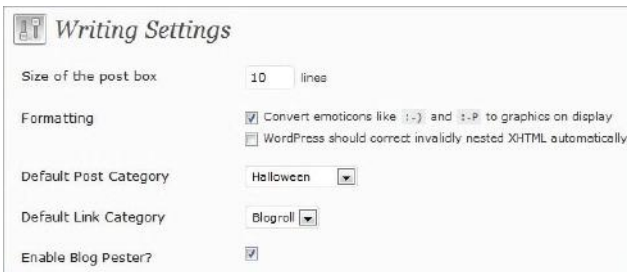 Writing Settings
Size of the post box 10 lines
Formatting Convert emoticons like :-) and :-P to graphics on display
WordPress should correct invalidly nested XHTML automatically
Default Post Category Halloween
Default Link Category Blogroll
Enable Blog Pester?